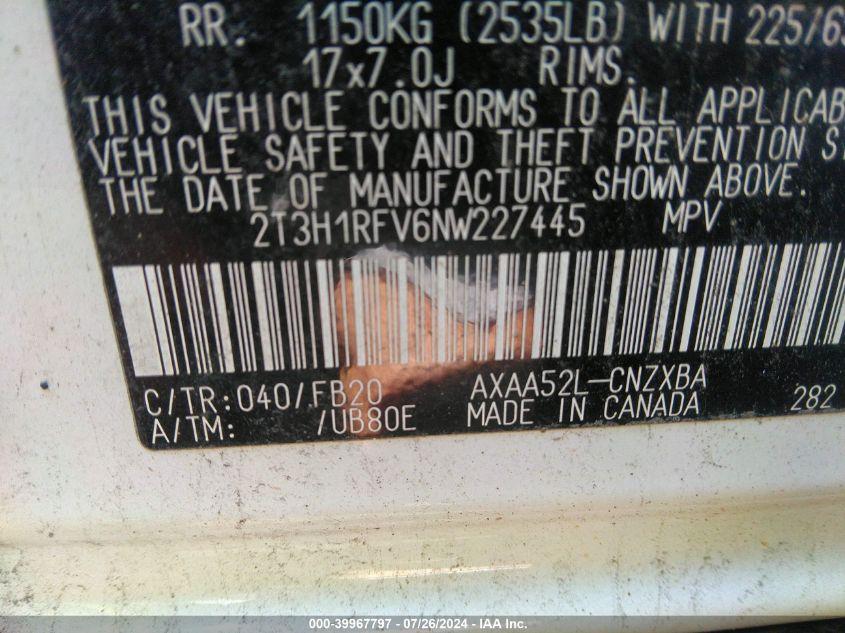 RR. 1150KG (2535LB) WITH 225/65
17x7.0J RIMS.
THIS VEHICLE CONFORMS TO ALL APPLICAB
VEHICLE SAFETY AND THEFT PREVENTION S
THE DATE OF MANUFACTURE SHOWN ABOVE.
2T3H1RFV6NW227445 MPV
C/TR:040/FB20 AXAA52L-CNZXBA
A/TM: /UB80E MADE IN CANADA 282
000-39967797 - 07/26/2024 - IAA Inc.